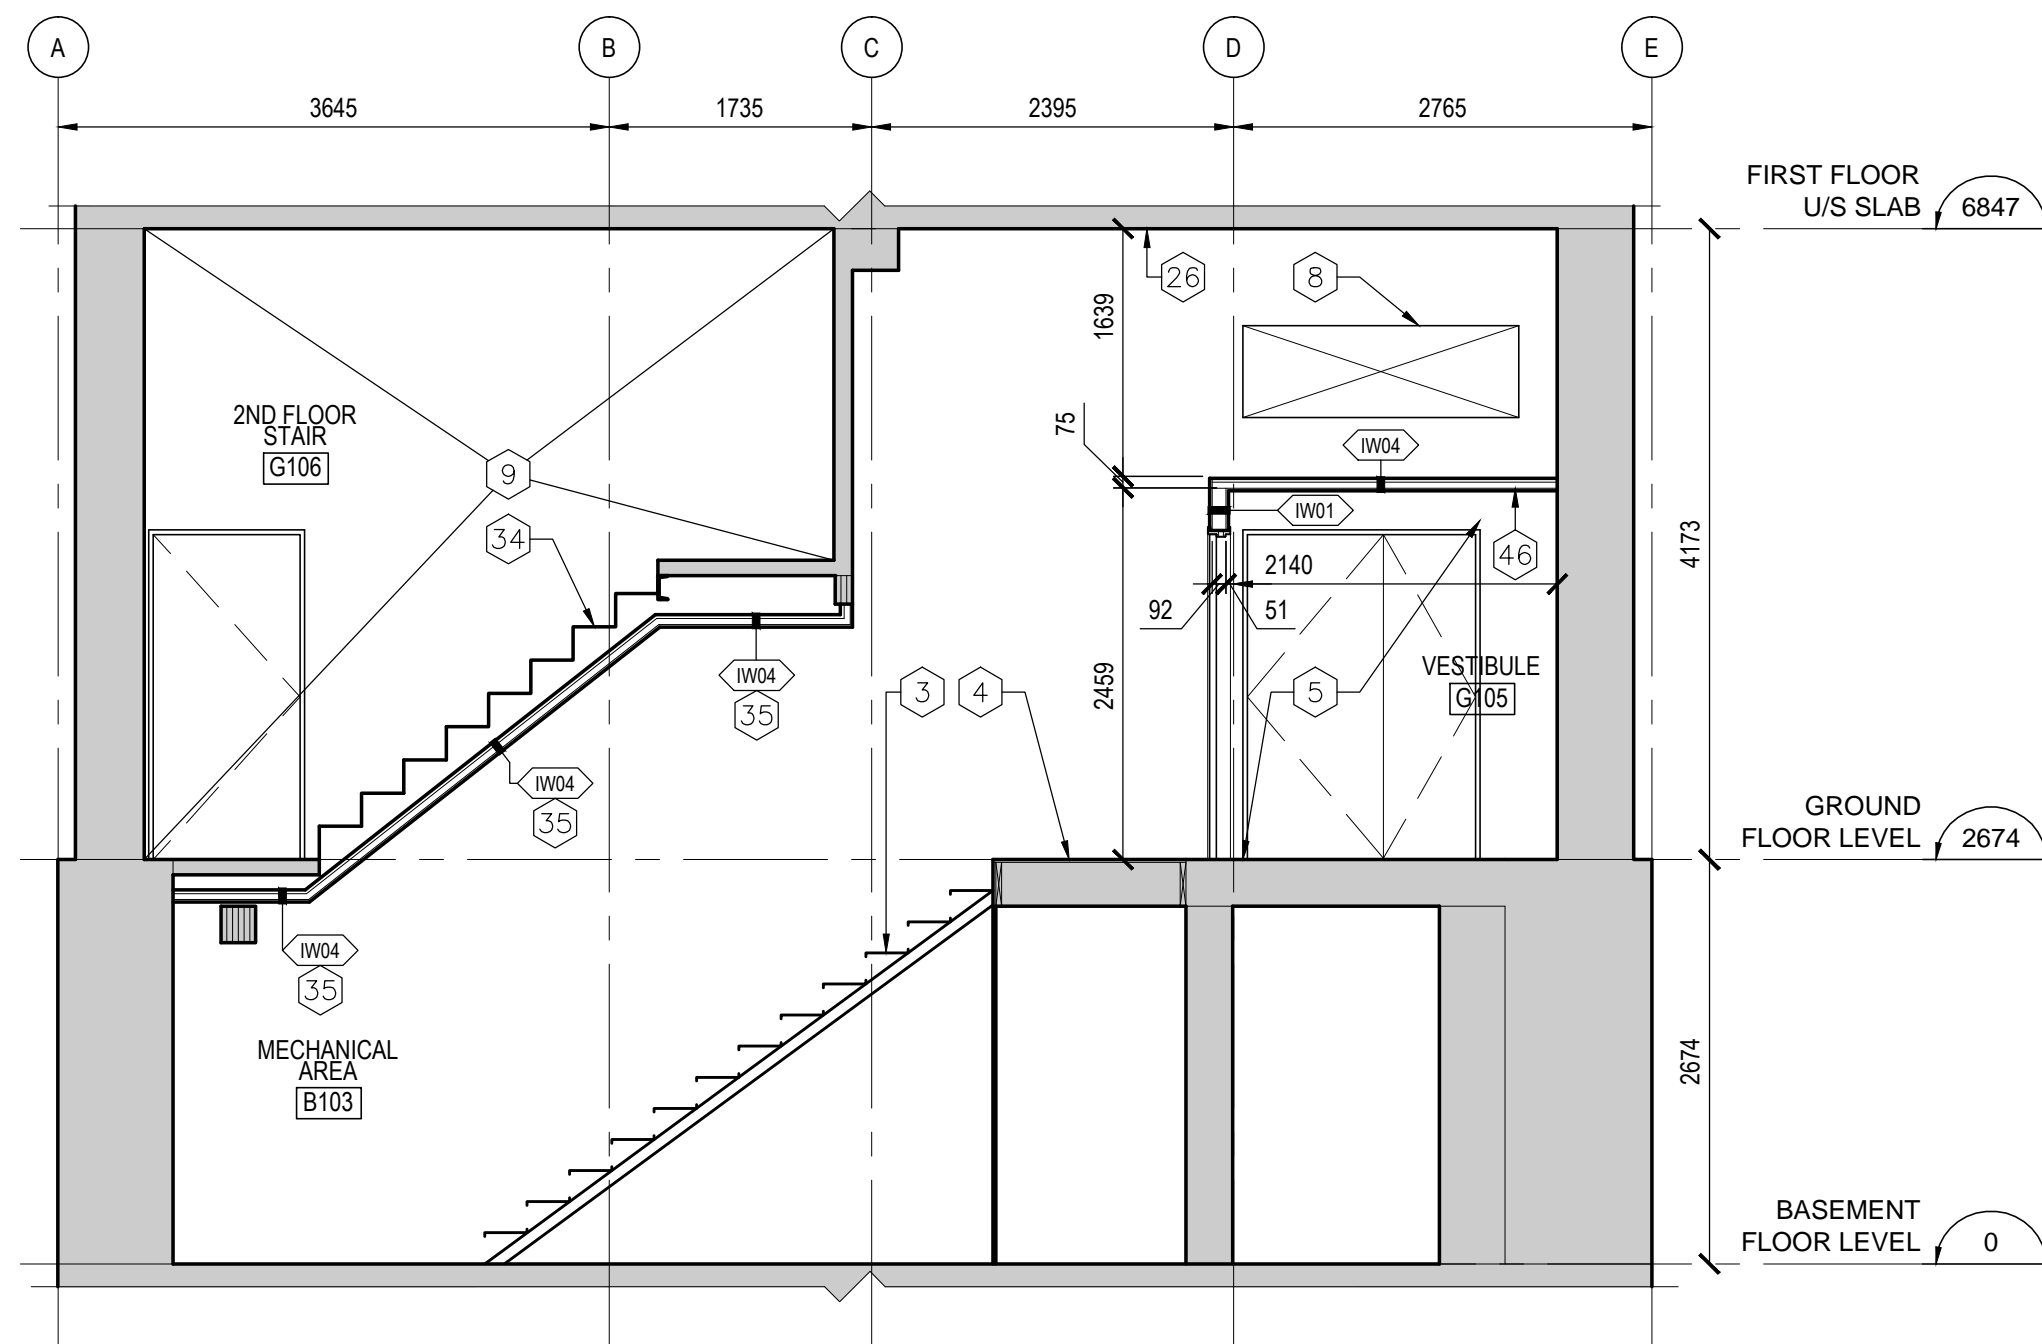 A
B
C
D
E
3645
1735
2395
2765
FIRST FLOOR
U/S SLAB
6847
26
8
1639
75
2ND FLOOR
STAIR
G106
9
34
IW04
IW01
46
4173
2140
92
51
2459
VESTIBULE
G105
IW04
35
3
4
5
IW04
35
GROUND
FLOOR LEVEL
2674
IW04
35
MECHANICAL
AREA
B103
2674
BASEMENT
FLOOR LEVEL
0